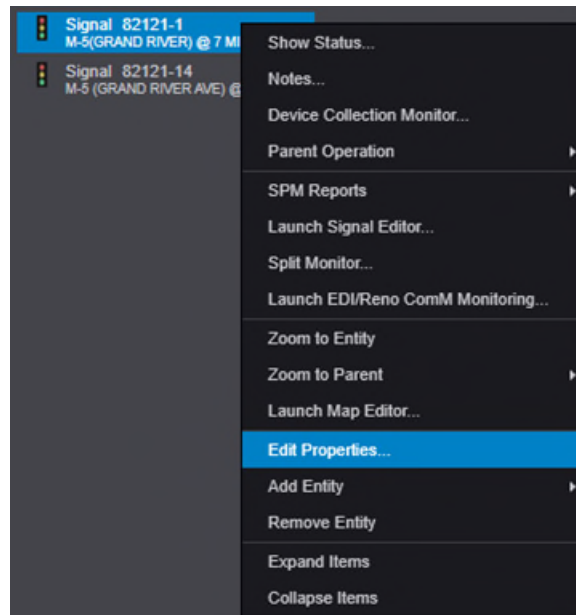 Signal 82121-1
M-5(GRAND RIVER) @ 7 MI
Signal 82121-14
M-5 (GRAND RIVER AVE) @
Show Status...
Notes...
Device Collection Monitor...
Parent Operation
SPM Reports
Launch Signal Editor...
Split Monitor...
Launch EDI/Reno ComM Monitoring...
Zoom to Entity
Zoom to Parent
Launch Map Editor...
Edit Properties...
Add Entity
Remove Entity
Expand Items
Collapse Items